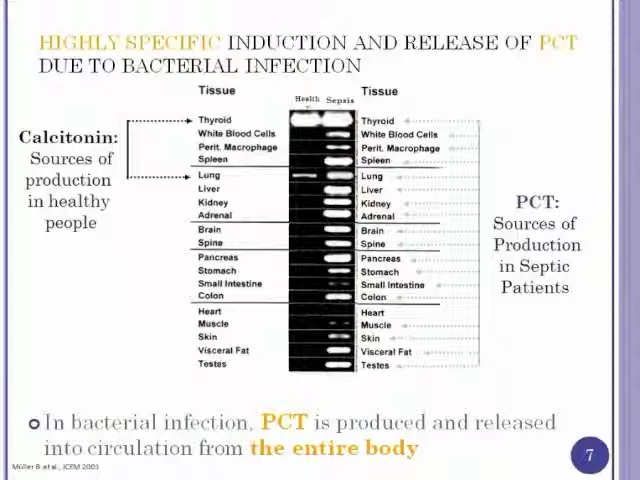 HIGHLY SPECIFIC INDUCTION AND RELEASE OF PCT
DUE TO BACTERIAL INFECTION
Calcitonin:
Sources of
production
in healthy
people
Tissue
Thyroid
White Blood Cells
Perit. Macrophage
Spleen
Lung
Liver
Kidney
Adrenal
Brain
Spine
Pancreas
Stomach
Small Intestine
Colon
Heart
Muscle
Skin
Visceral Fat
Testes
Health
Sepsis
Tissue
Thyroid
White Blood Cells
Perit. Macrophage
Spleen
Lung
Liver
Kidney
Adrenal
Brain
Spine
Pancreas
Stomach
Small Intestine
Colon
Heart
Muscle
Skin
Visceral Fat
Testes
PCT:
Sources of
Production
in Septic
Patients
In bacterial infection, PCT is produced and released
into circulation from the entire body
Müller B et al., JCEM 2001
7